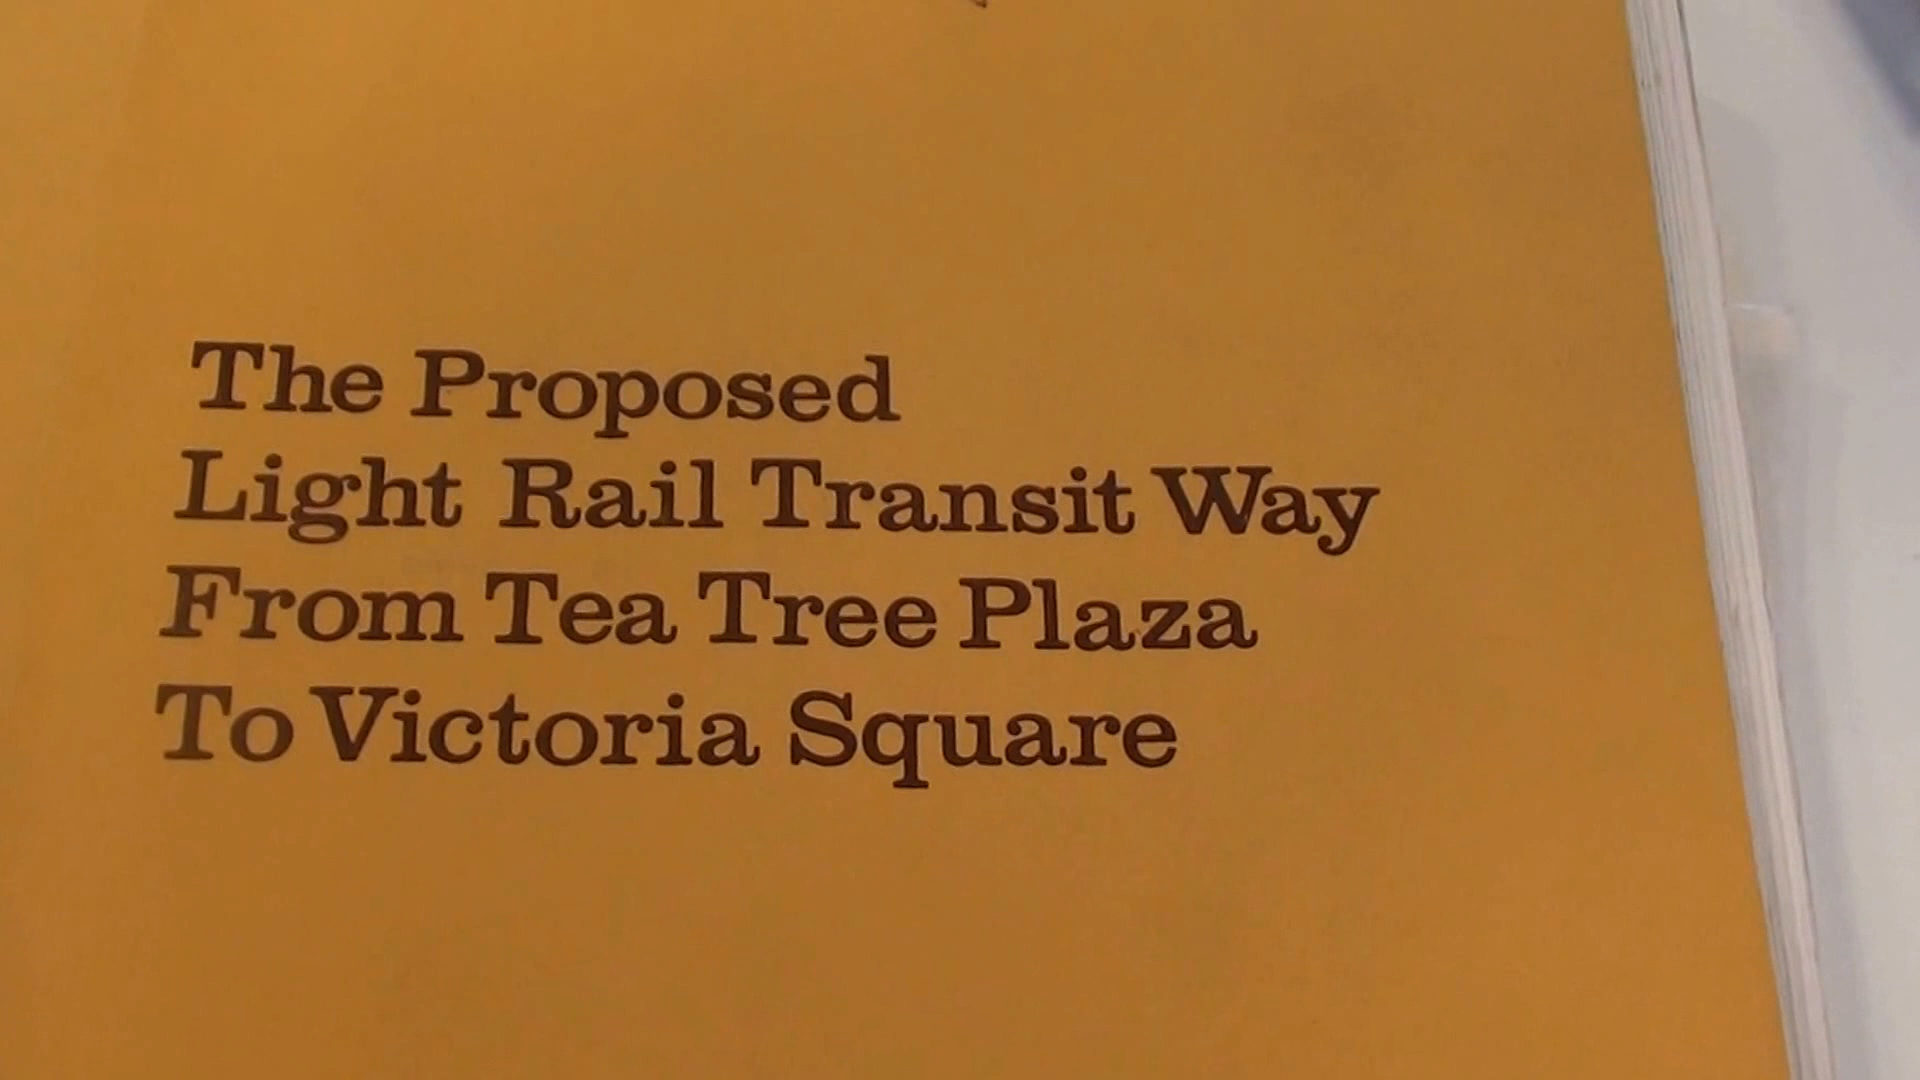 The Proposed
Light Rail Transit Way
From Tea Tree Plaza
To Victoria Square